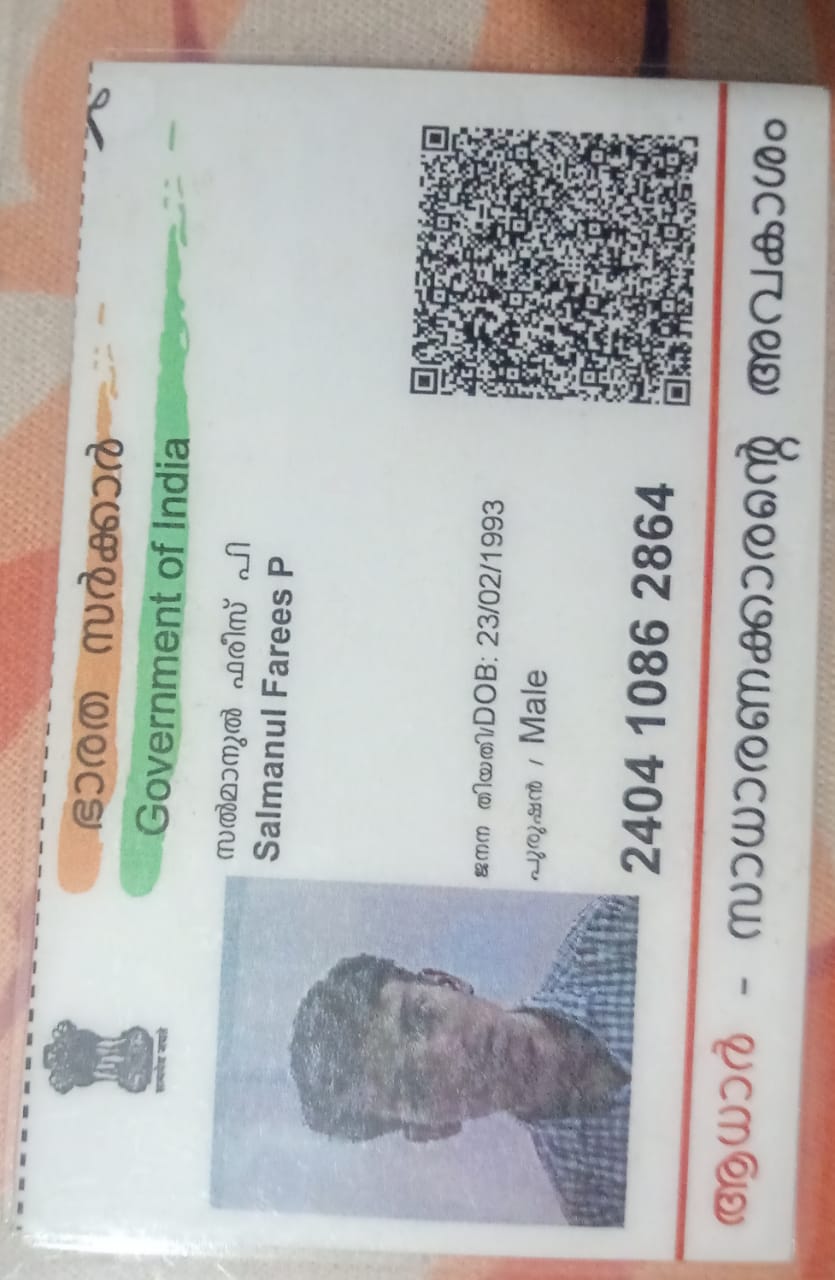 सत्यमेव जयते
ഭാരത സർക്കാർ
Government of India
സൽമാനുൽ ഫരീസ് പി
Salmanul Farees P
ജനന തിയതി/DOB: 23/02/1993
പുരുഷൻ / Male
2404 1086 2864
ആധാർ - സാധാരണക്കാരന്റെ അവകാശം